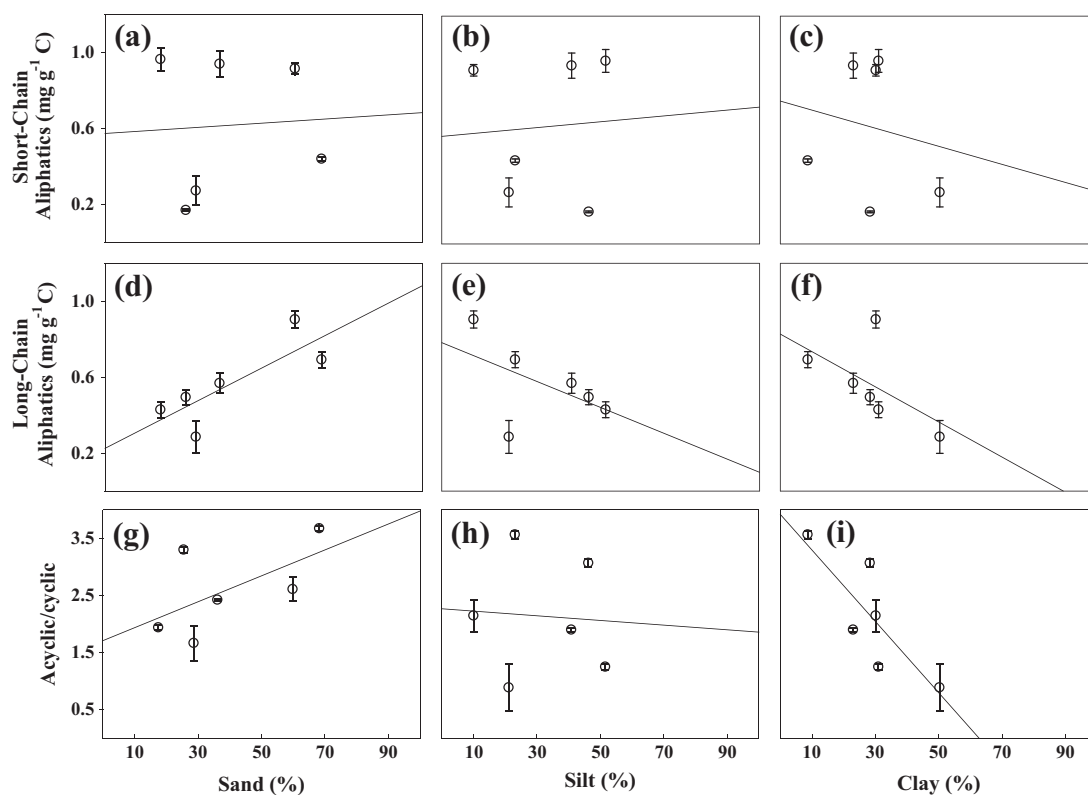 (a) (b) (c)
Short-Chain
Aliphatics (mg g⁻¹ C)
1.0
0.6
0.2
(d) (e) (f)
Long-Chain
Aliphatics (mg g⁻¹ C)
1.0
0.6
0.2
(g) (h) (i)
Acyclic/cyclic
3.5
2.5
1.5
0.5
10 30 50 70 90 10 30 50 70 90 10 30 50 70 90
Sand (%) Silt (%) Clay (%)